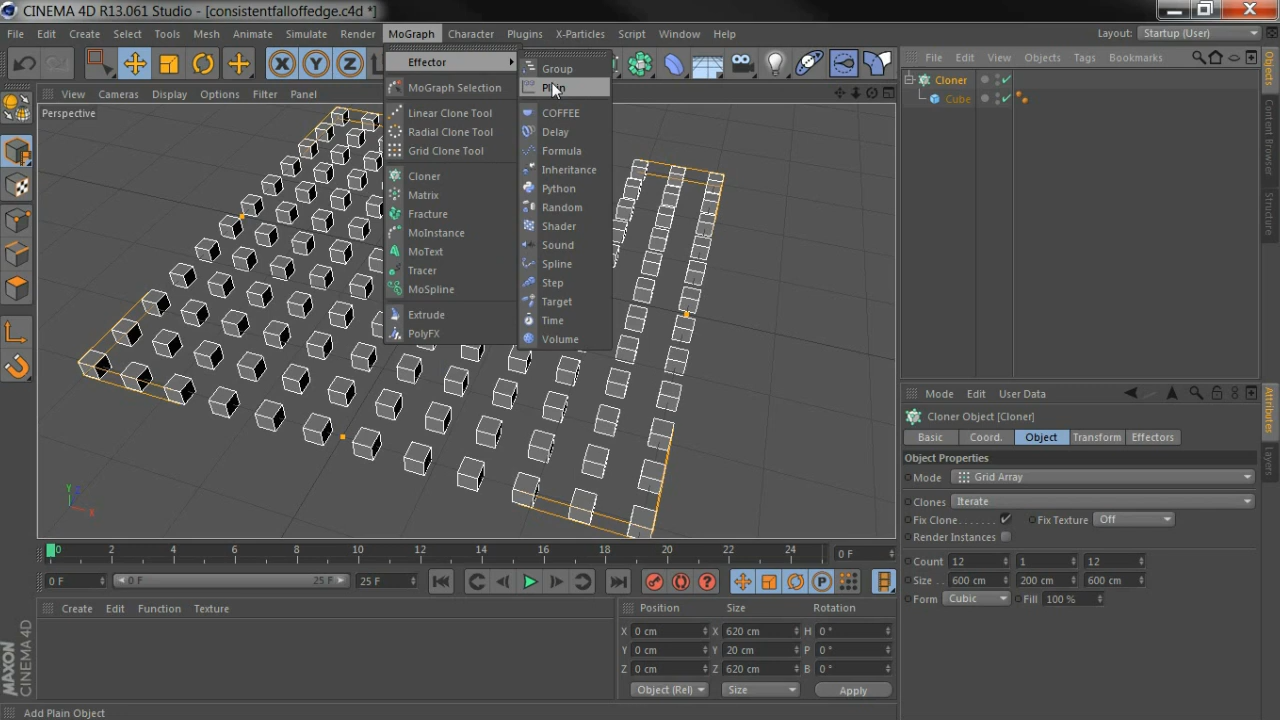 CINEMA 4D R13.061 Studio - [consistentfalloffedge.c4d *]
File Edit Create Select Tools Mesh Animate Simulate Render MoGraph Character Plugins X-Particles Script Window Help
Layout: Startup (User)
View Cameras Display Options Filter Panel
Perspective
Effector
MoGraph Selection
Linear Clone Tool
Radial Clone Tool
Grid Clone Tool
Cloner
Matrix
Fracture
MoInstance
MoText
Tracer
MoSpline
Extrude
PolyFX
Group
Plain
COFFEE
Delay
Formula
Inheritance
Python
Random
Shader
Sound
Spline
Step
Target
Time
Volume
File Edit View Objects Tags Bookmarks
Cloner
Cube
Objects
Content Browser
Structure
Mode Edit User Data
Cloner Object [Cloner]
Basic Coord. Object Transform Effectors
Object Properties
Mode Grid Array
Clones Iterate
Fix Clone Fix Texture Off
Render Instances
Count 12 1 12
Size 600 cm 200 cm 600 cm
Form Cubic Fill 100 %
Attributes
Layers
X Y Z
Y Z X
0 2 4 6 8 10 12 14 16 18 20 22 24 0 F
0 F 0 F 25 F 25 F
Create Edit Function Texture
Position Size Rotation
X 0 cm X 620 cm H 0 °
Y 0 cm Y 20 cm P 0 °
Z 0 cm Z 620 cm B 0 °
Object (Rel) Size Apply
MAXON CINEMA 4D
Add Plain Object